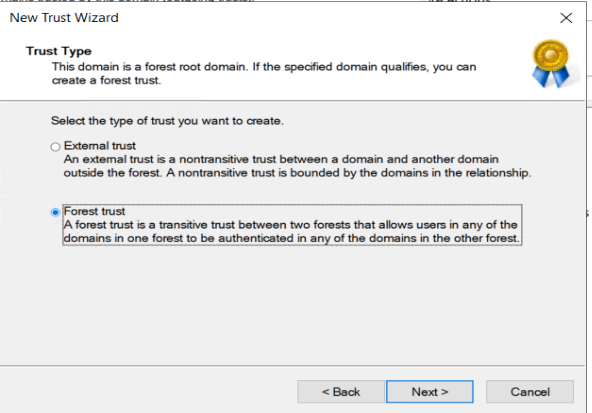 New Trust Wizard
Trust Type
This domain is a forest root domain. If the specified domain qualifies, you can
create a forest trust.
Select the type of trust you want to create.
External trust
An external trust is a nontransitive trust between a domain and another domain
outside the forest. A nontransitive trust is bounded by the domains in the relationship.
Forest trust
A forest trust is a transitive trust between two forests that allows users in any of the
domains in one forest to be authenticated in any of the domains in the other forest.
< Back
Next >
Cancel